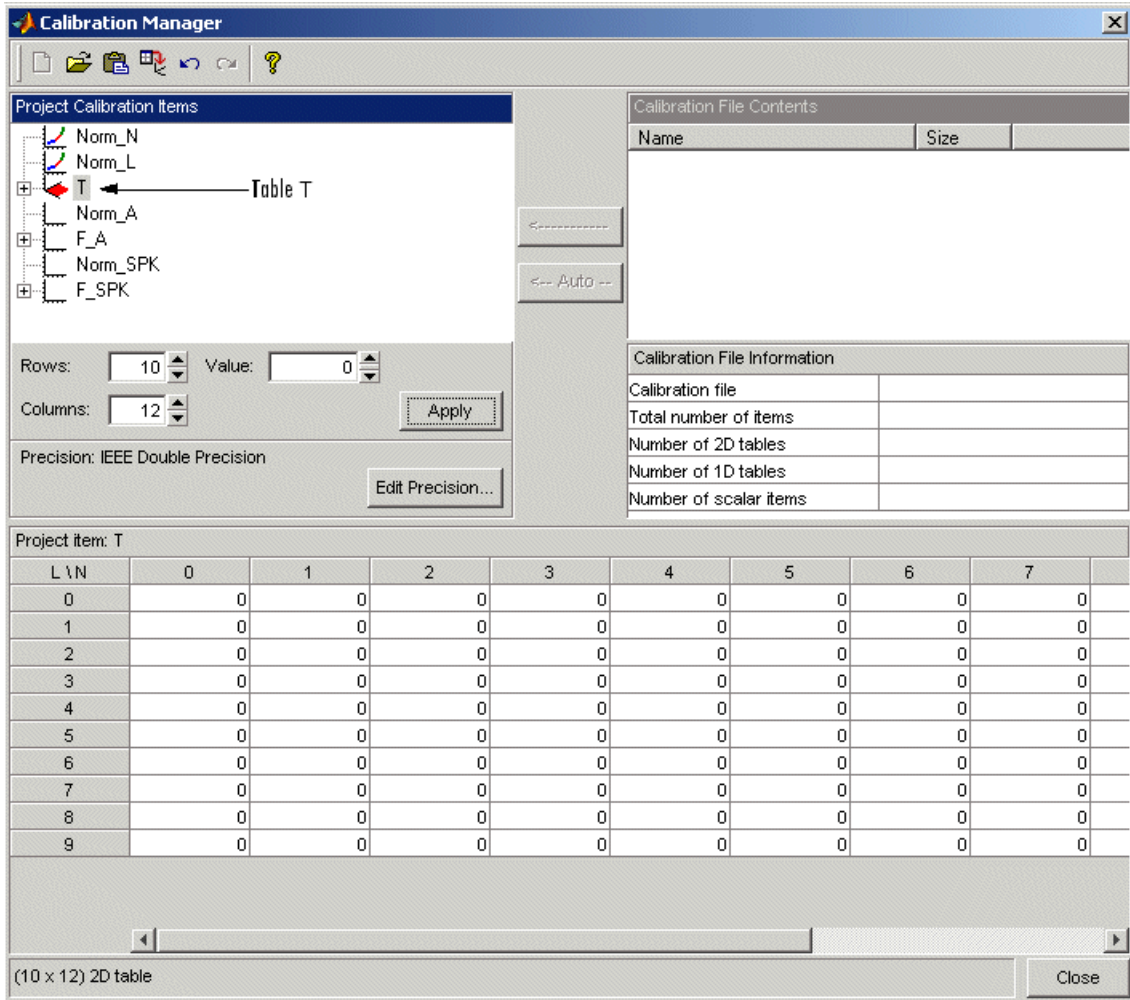 Calibration Manager
Project Calibration Items
Norm_N
Norm_L
T
Table T
Norm_A
F_A
Norm_SPK
F_SPK
<-----------
<-- Auto --
Calibration File Contents
Name Size
Rows: 10 Value: 0
Columns: 12 Apply
Precision: IEEE Double Precision
Edit Precision...
Calibration File Information
Calibration file
Total number of items
Number of 2D tables
Number of 1D tables
Number of scalar items
Project item: T
L \ N 0 1 2 3 4 5 6 7
0 0 0 0 0 0 0 0 0
1 0 0 0 0 0 0 0 0
2 0 0 0 0 0 0 0 0
3 0 0 0 0 0 0 0 0
4 0 0 0 0 0 0 0 0
5 0 0 0 0 0 0 0 0
6 0 0 0 0 0 0 0 0
7 0 0 0 0 0 0 0 0
8 0 0 0 0 0 0 0 0
9 0 0 0 0 0 0 0 0
(10 x 12) 2D table
Close